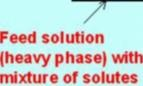 Feed solution
(heavy phase) with
mixture of solutes